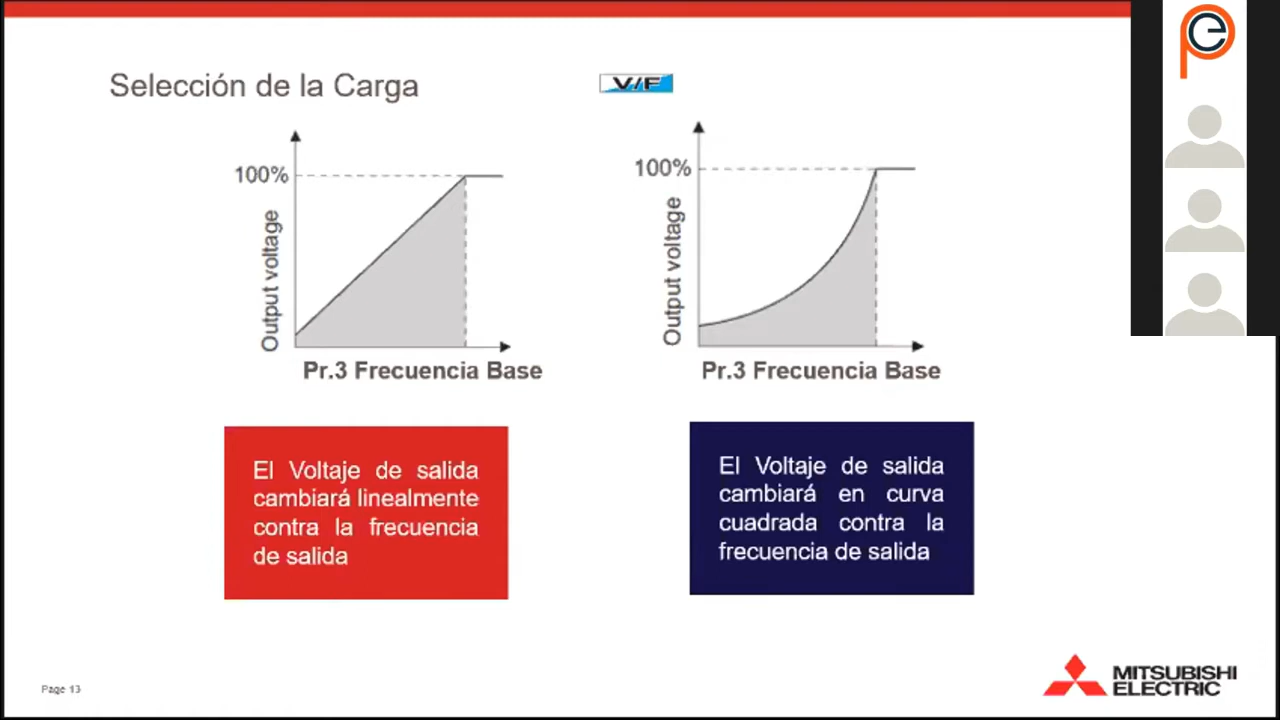 Selección de la Carga
V/F
100%
Output voltage
Pr.3 Frecuencia Base
100%
Output voltage
Pr.3 Frecuencia Base
El Voltaje de salida
cambiará linealmente
contra la frecuencia
de salida
El Voltaje de salida
cambiará en curva
cuadrada contra la
frecuencia de salida
Page 13
MITSUBISHI
ELECTRIC